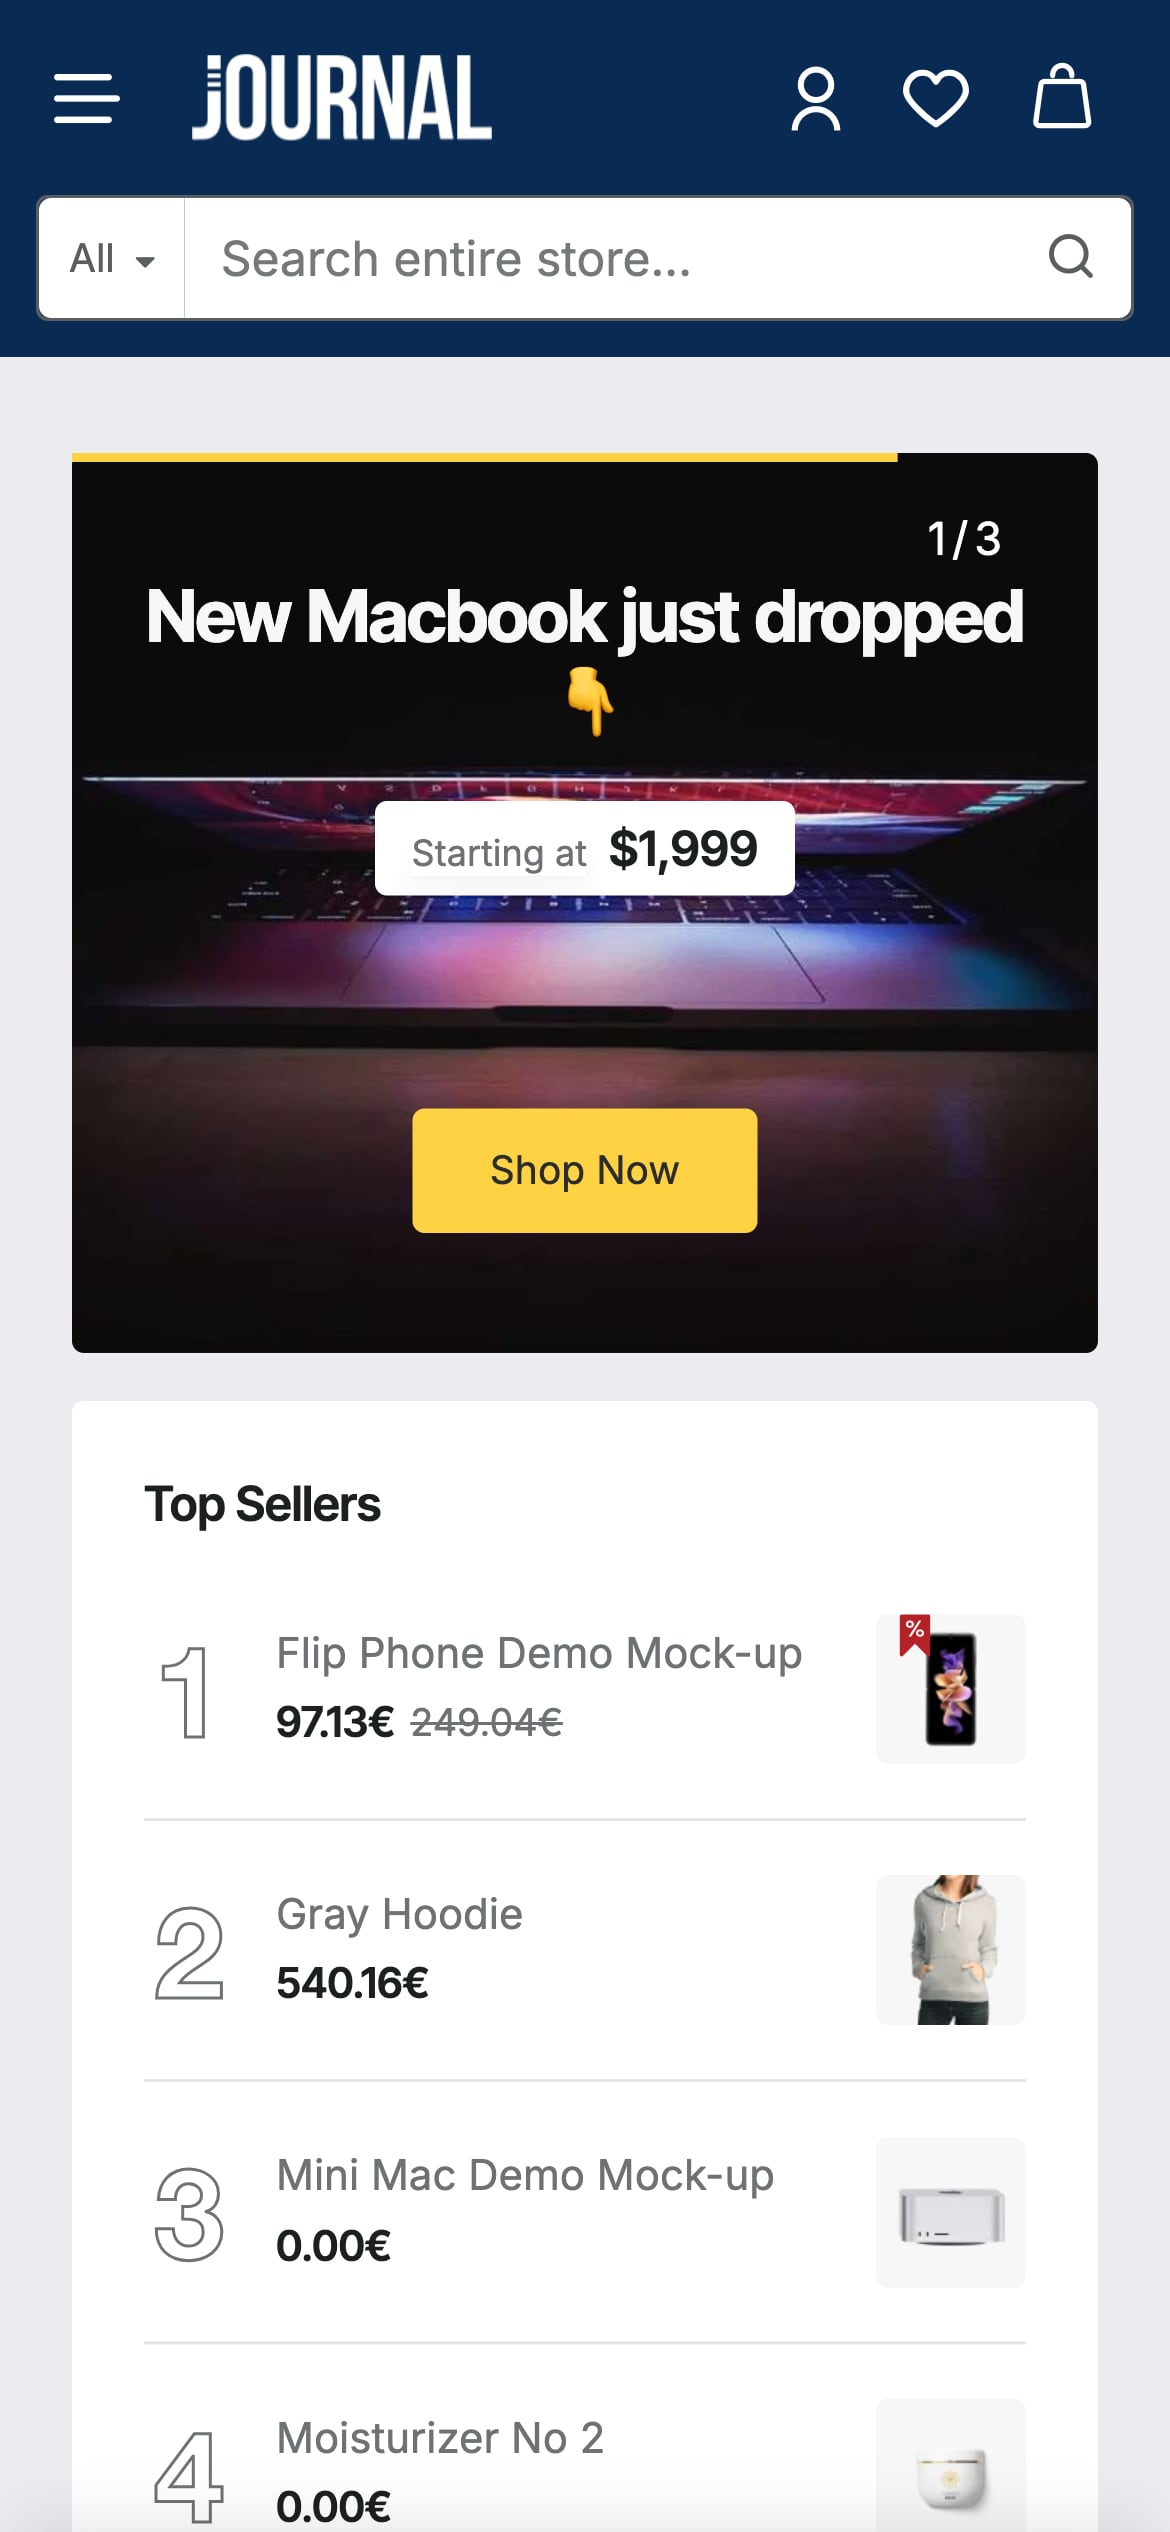 JOURNAL
All
Search entire store...
1 / 3
New Macbook just dropped
👇
Starting at $1,999
Shop Now
Top Sellers
1
Flip Phone Demo Mock-up
97.13€ 249.04€
%
2
Gray Hoodie
540.16€
3
Mini Mac Demo Mock-up
0.00€
4
Moisturizer No 2
0.00€